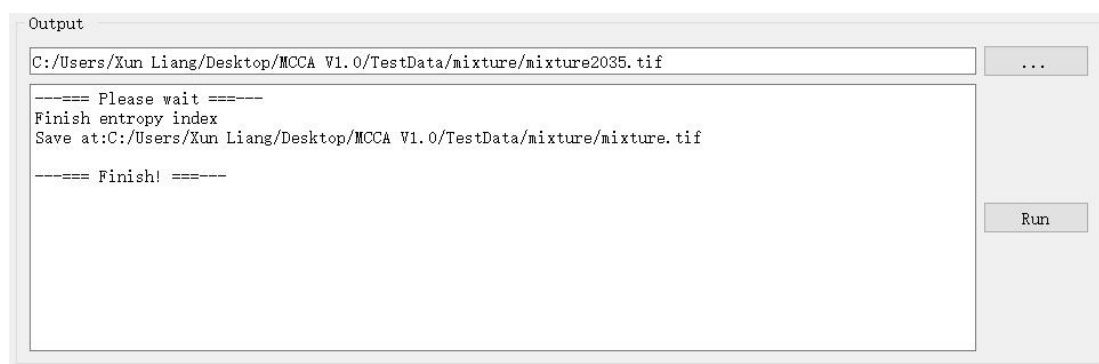 Output
C:/Users/Xun Liang/Desktop/MCCA V1.0/TestData/mixture/mixture2035.tif
...
---=== Please wait ===---
Finish entropy index
Save at:C:/Users/Xun Liang/Desktop/MCCA V1.0/TestData/mixture/mixture.tif
---=== Finish! ===---
Run